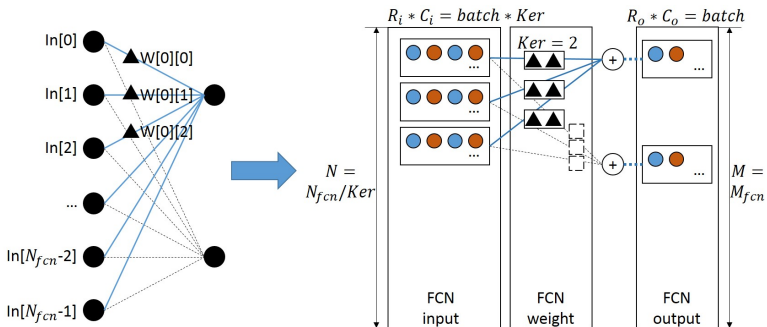 In[0]
W[0][0]
In[1]
W[0][1]
In[2]
W[0][2]
...
In[N_fcn-2]
In[N_fcn-1]
R_i * C_i = batch * Ker
R_o * C_o = batch
Ker = 2
...
...
...
+
+
...
...
N =
N_fcn/Ker
M =
M_fcn
FCN
input
FCN
weight
FCN
output